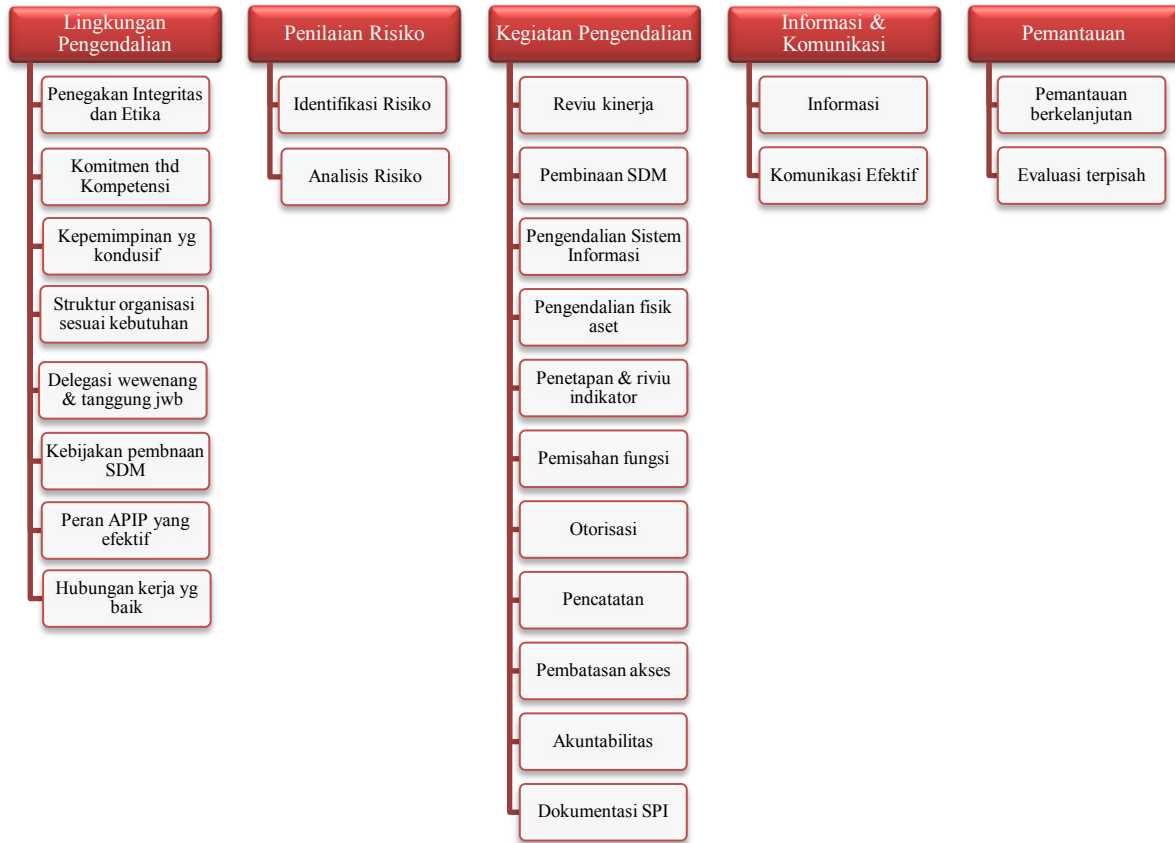 Lingkungan
Pengendalian
Penegakan Integritas
dan Etika
Komitmen thd
Kompetensi
Kepemimpinan yg
kondusif
Struktur organisasi
sesuai kebutuhan
Delegasi wewenang
& tanggung jwb
Kebijakan pembnaan
SDM
Peran APIP yang
efektif
Hubungan kerja yg
baik
Penilaian Risiko
Identifikasi Risiko
Analisis Risiko
Kegiatan Pengendalian
Reviu kinerja
Pembinaan SDM
Pengendalian Sistem
Informasi
Pengendalian fisik
aset
Penetapan & riviu
indikator
Pemisahan fungsi
Otorisasi
Pencatatan
Pembatasan akses
Akuntabilitas
Dokumentasi SPI
Informasi &
Komunikasi
Informasi
Komunikasi Efektif
Pemantauan
Pemantauan
berkelanjutan
Evaluasi terpisah